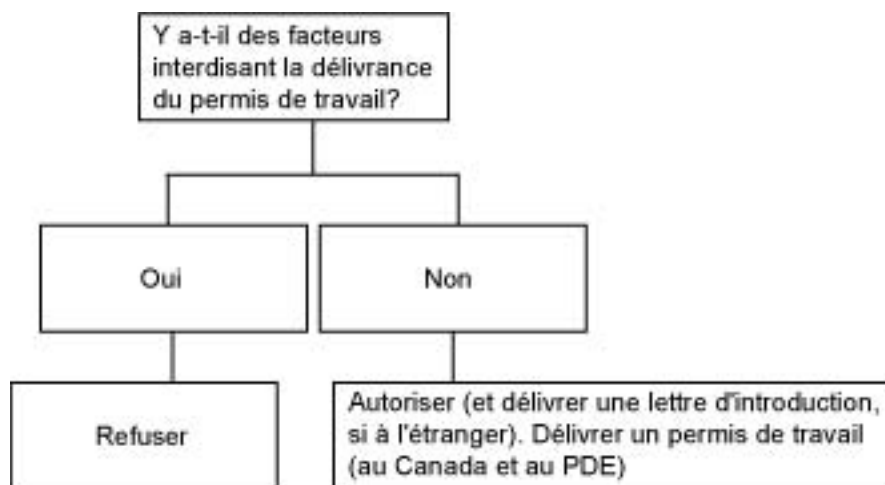 Y a-t-il des facteurs
interdisant la délivrance
du permis de travail?
Oui
Non
Refuser
Autoriser (et délivrer une lettre d'introduction,
si à l'étranger). Délivrer un permis de travail
(au Canada et au PDE)